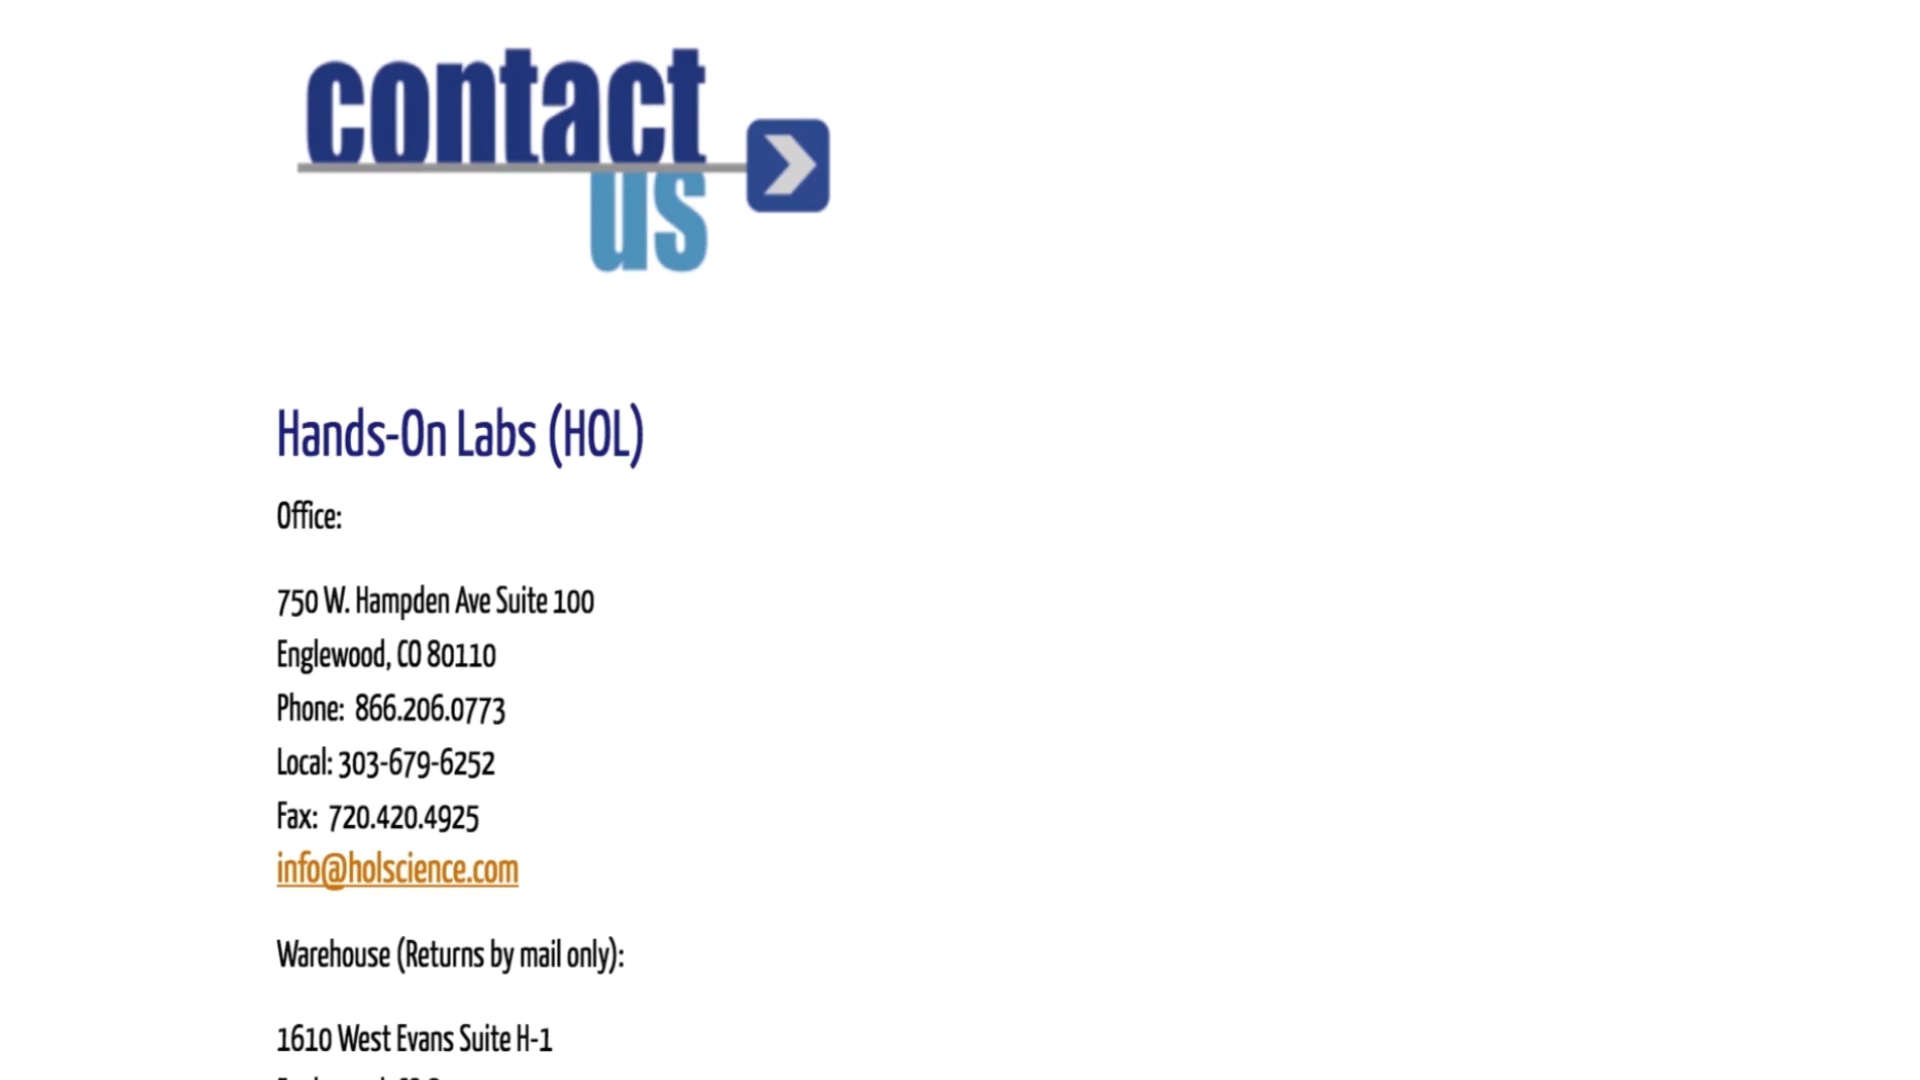 contact
us
Hands-On Labs (HOL)
Office:
750 W. Hampden Ave Suite 100
Englewood, CO 80110
Phone: 866.206.0773
Local: 303-679-6252
Fax: 720.420.4925
info@holscience.com
Warehouse (Returns by mail only):
1610 West Evans Suite H-1